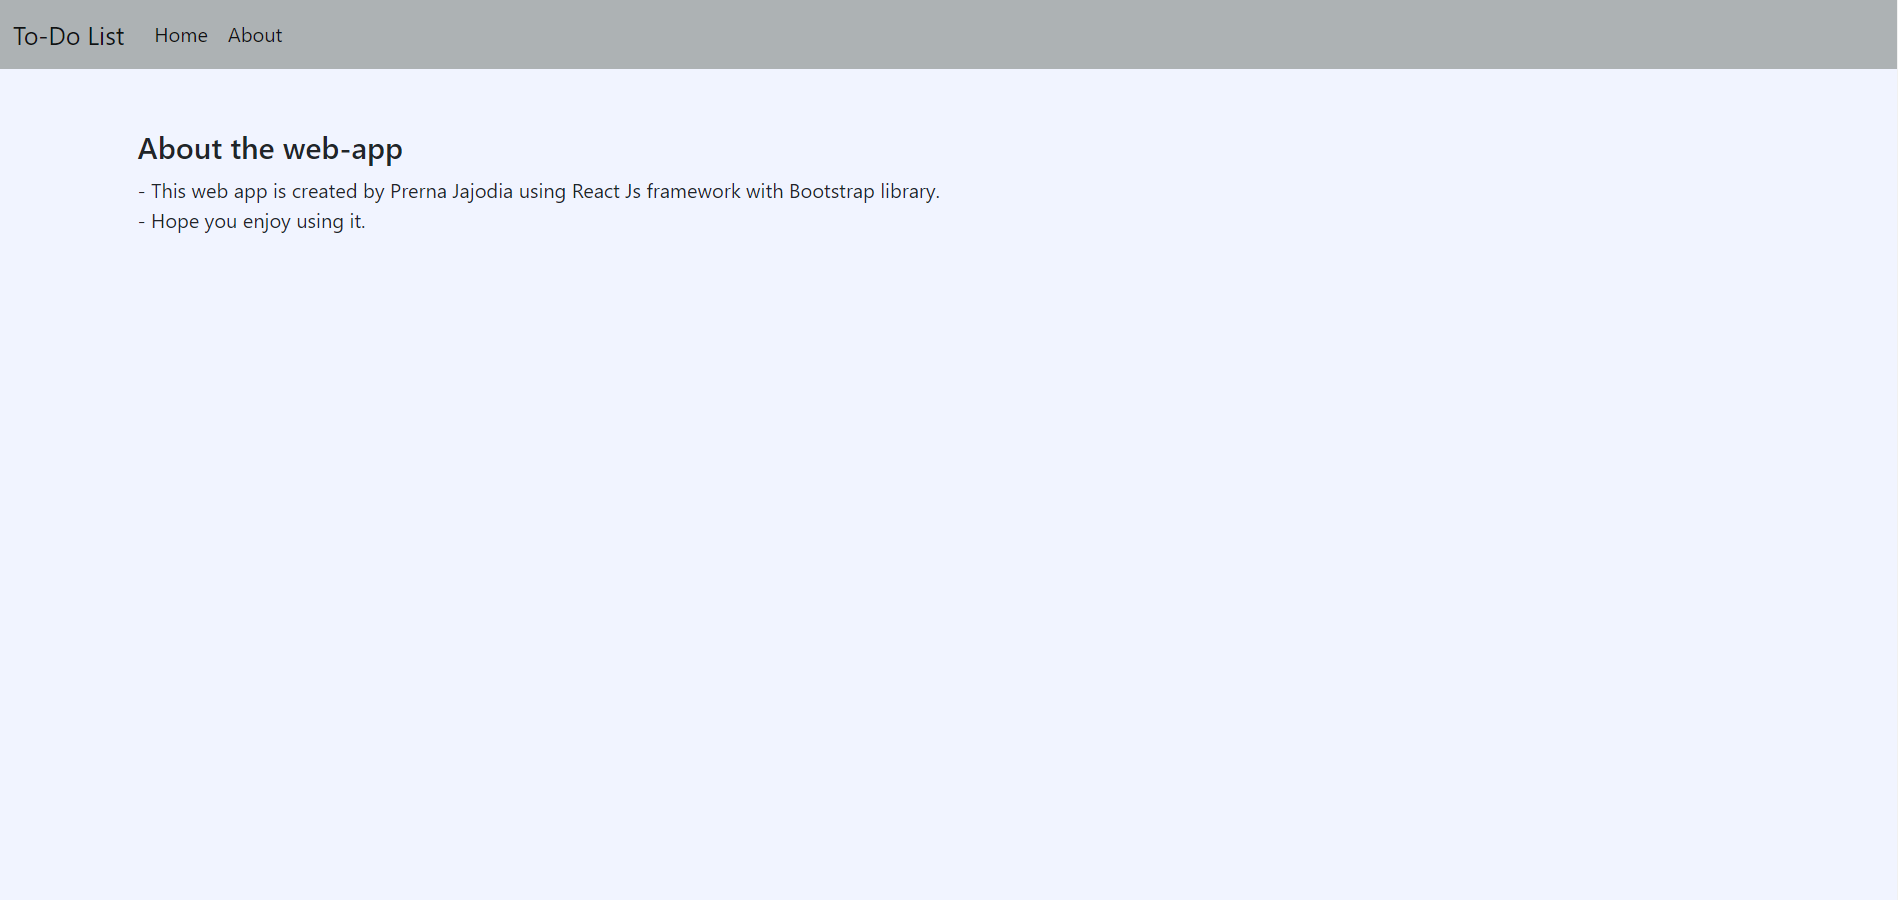 To-Do List Home About
About the web-app
- This web app is created by Prerna Jajodia using React Js framework with Bootstrap library.
- Hope you enjoy using it.